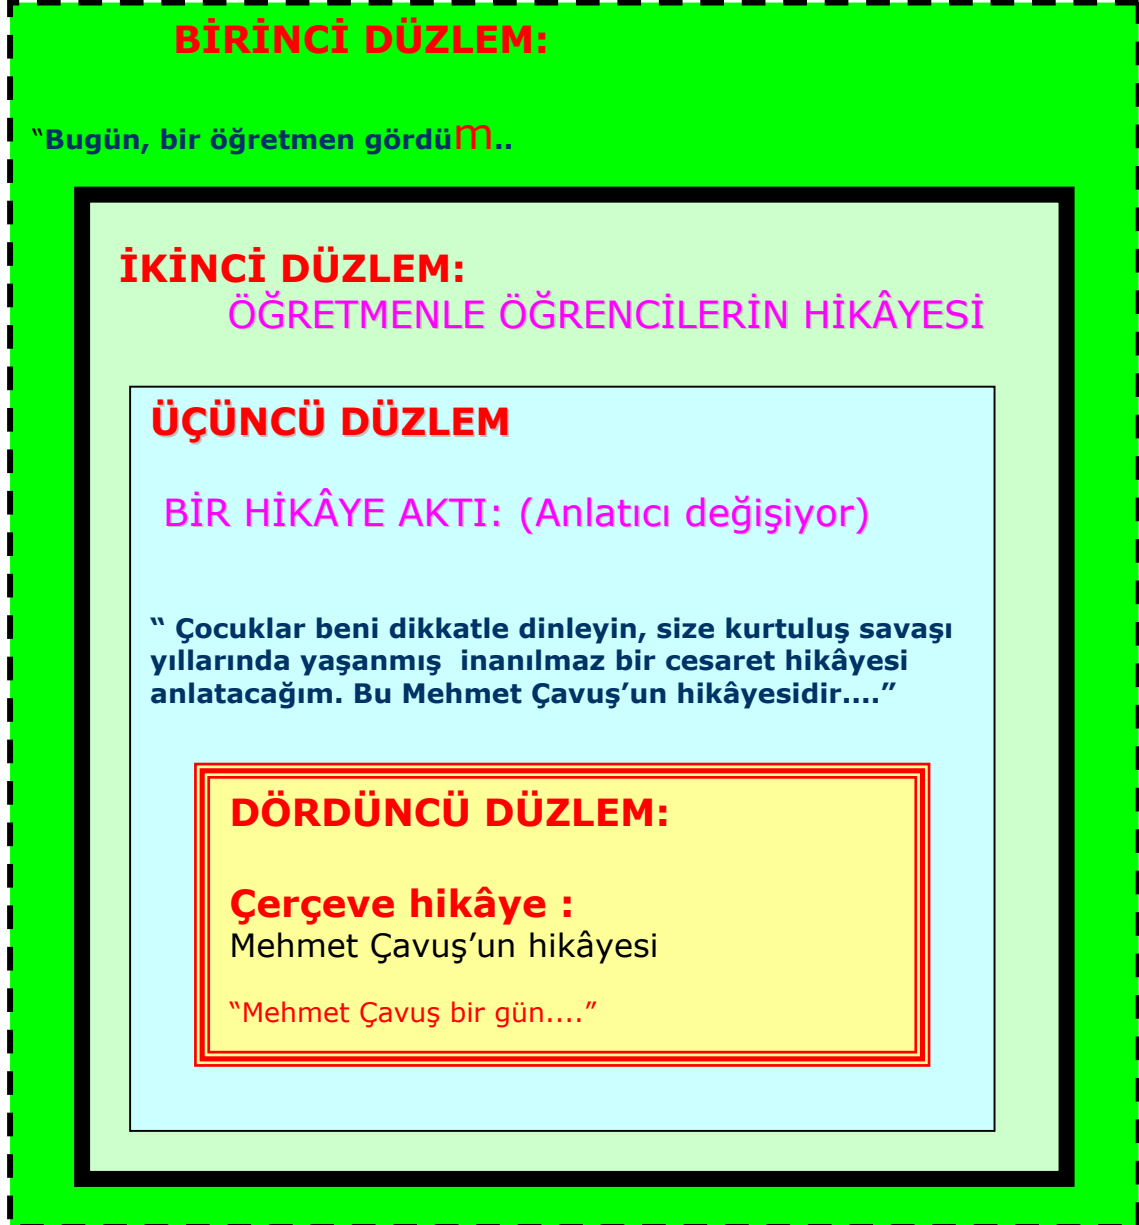 BİRİNCİ DÜZLEM:
“Bugün, bir öğretmen gördüm..
İKİNCİ DÜZLEM:
ÖĞRETMENLE ÖĞRENCİLERİN HİKÂYESİ
ÜÇÜNCÜ DÜZLEM
BİR HİKÂYE AKTI: (Anlatıcı değişiyor)
“ Çocuklar beni dikkatle dinleyin, size kurtuluş savaşı
yıllarında yaşanmış inanılmaz bir cesaret hikâyesi
anlatacağım. Bu Mehmet Çavuş’un hikâyesidir....”
DÖRDÜNCÜ DÜZLEM:
Çerçeve hikâye :
Mehmet Çavuş’un hikâyesi
“Mehmet Çavuş bir gün....”